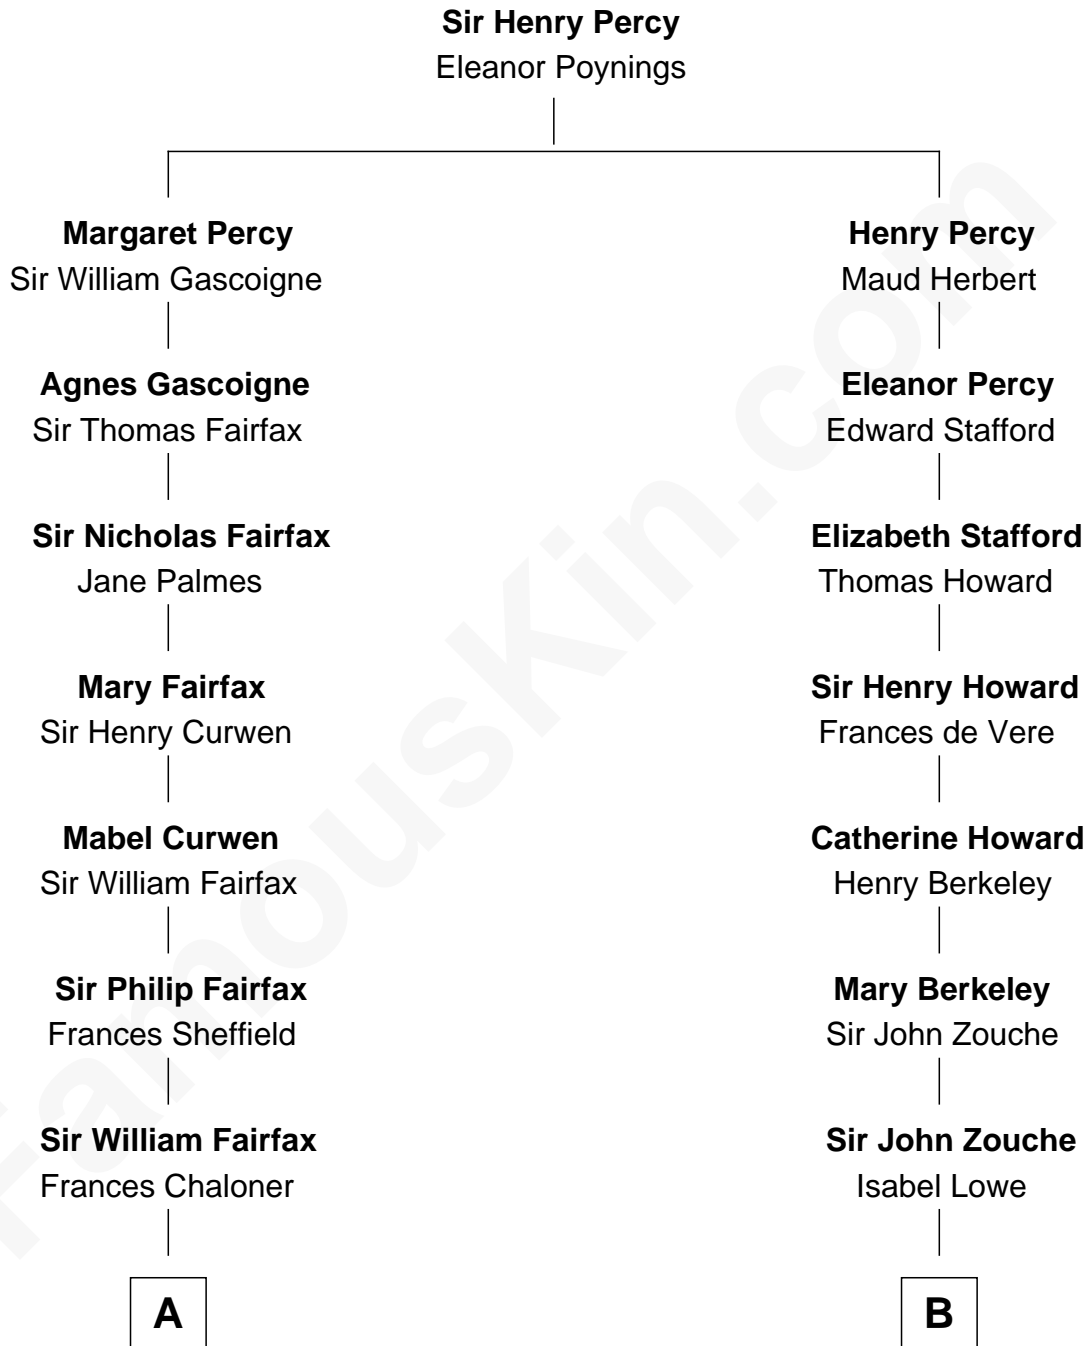 Sir Henry Percy
Eleanor Poynings
Margaret Percy
Sir William Gascoigne
Henry Percy
Maud Herbert
Agnes Gascoigne
Sir Thomas Fairfax
Eleanor Percy
Edward Stafford
Sir Nicholas Fairfax
Jane Palmes
Elizabeth Stafford
Thomas Howard
Mary Fairfax
Sir Henry Curwen
Sir Henry Howard
Frances de Vere
Mabel Curwen
Sir William Fairfax
Catherine Howard
Henry Berkeley
Sir Philip Fairfax
Frances Sheffield
Mary Berkeley
Sir John Zouche
Sir William Fairfax
Frances Chaloner
Sir John Zouche
Isabel Lowe
A
B
FamousKin.com